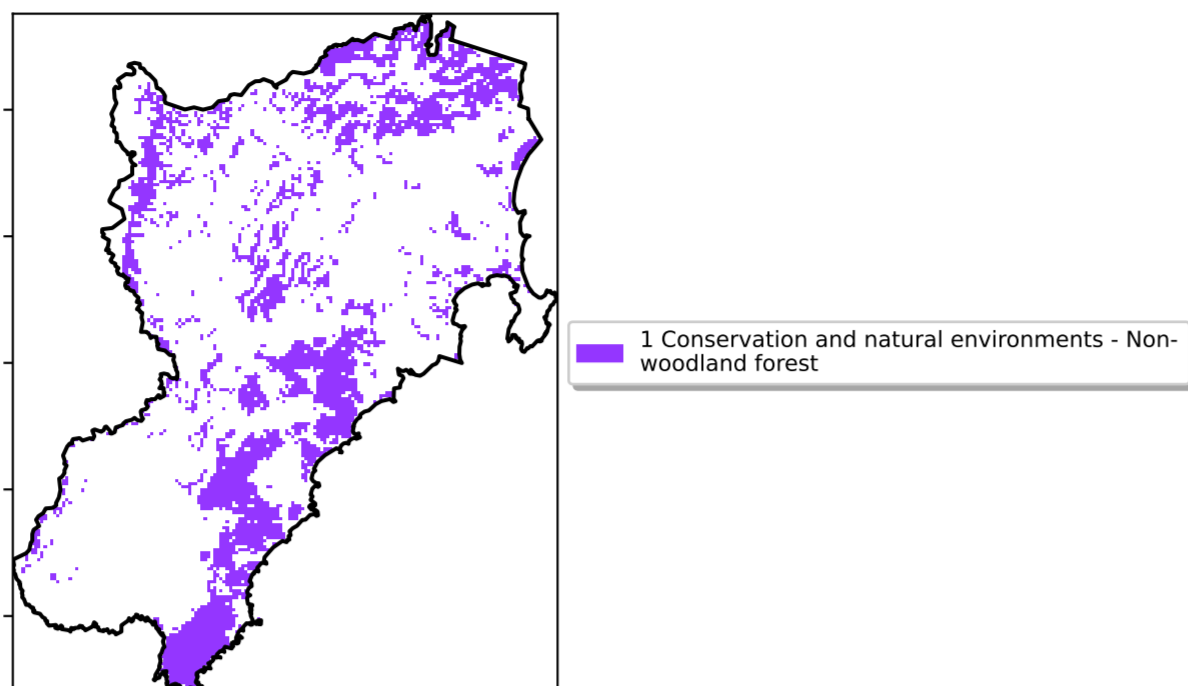 1 Conservation and natural environments - Non-
woodland forest